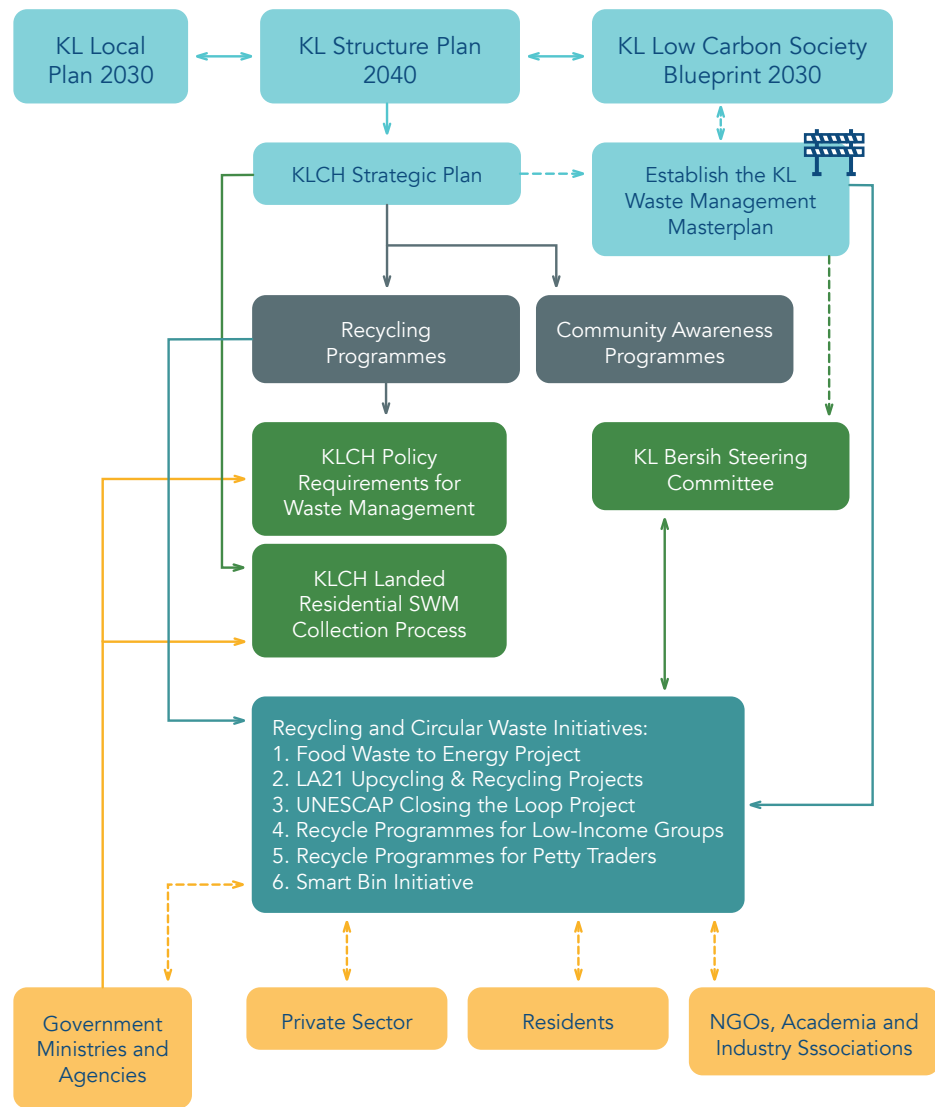 KL Local
Plan 2030
KL Structure Plan
2040
KL Low Carbon Society
Blueprint 2030
KLCH Strategic Plan
Establish the KL
Waste Management
Masterplan
Recycling
Programmes
Community Awareness
Programmes
KLCH Policy
Requirements for
Waste Management
KL Bersih Steering
Committee
KLCH Landed
Residential SWM
Collection Process
Recycling and Circular Waste Initiatives:
1. Food Waste to Energy Project
2. LA21 Upcycling & Recycling Projects
3. UNESCAP Closing the Loop Project
4. Recycle Programmes for Low-Income Groups
5. Recycle Programmes for Petty Traders
6. Smart Bin Initiative
Government
Ministries and
Agencies
Private Sector
Residents
NGOs, Academia and
Industry Sssociations